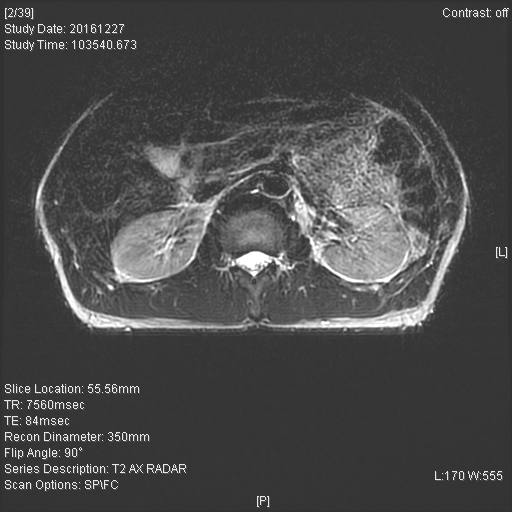 [2/39]
Contrast: off
Study Date: 20161227
Study Time: 103540.673
[L]
Slice Location: 55.56mm
TR: 7560msec
TE: 84msec
Recon Dinameter: 350mm
Flip Angle: 90°
Series Description: T2 AX RADAR
Scan Options: SP\FC
L:170 W:555
[P]